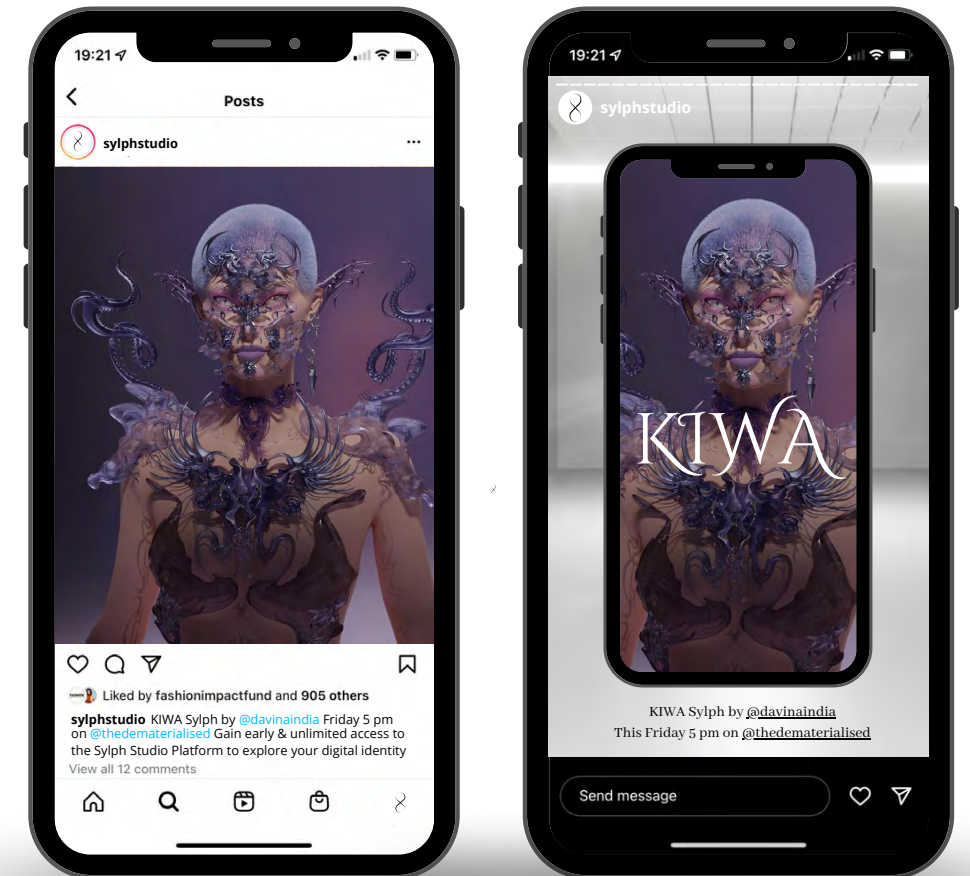 19:21
Posts
sylphstudio
Liked by fashionimpactfund and 905 others
sylphstudio KIWA Sylph by @davinaindia Friday 5 pm
on @thedematerialised Gain early & unlimited access to
the Sylph Studio Platform to explore your digital identity
View all 12 comments
19:21
sylphstudio
KIWA
KIWA Sylph by @davinaindia
This Friday 5 pm on @thedematerialised
Send message